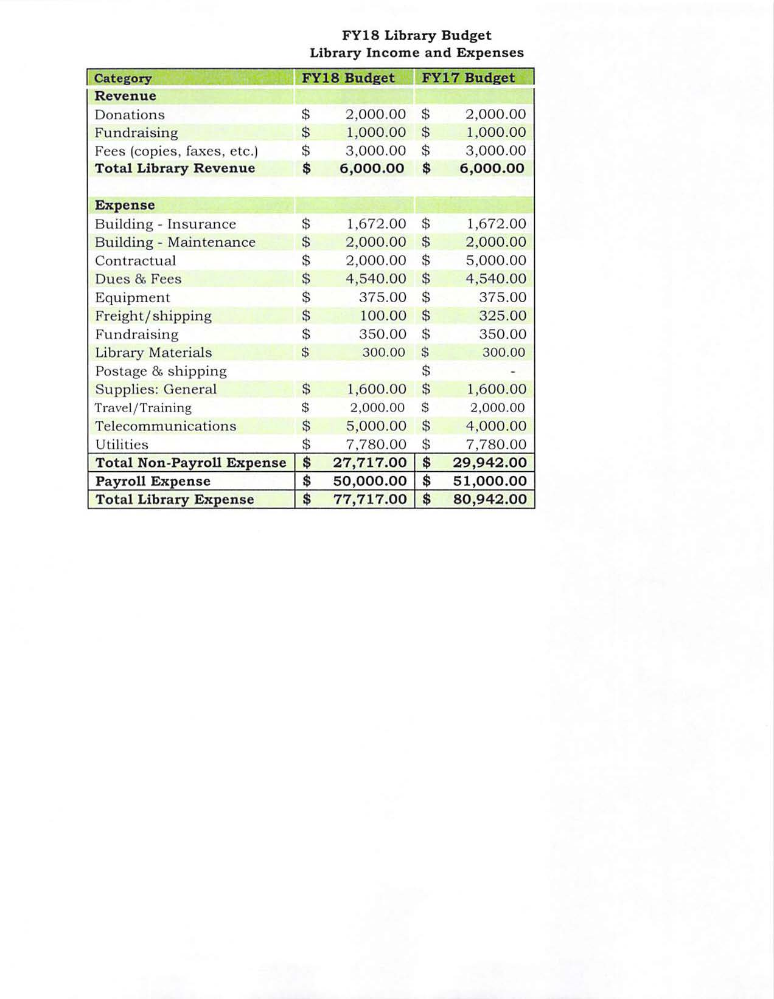 FY18 Library Budget
Library Income and Expenses
Category FY18 Budget FY17 Budget
Revenue
Donations $ 2,000.00 $ 2,000.00
Fundraising $ 1,000.00 $ 1,000.00
Fees (copies, faxes, etc.) $ 3,000.00 $ 3,000.00
Total Library Revenue $ 6,000.00 $ 6,000.00
Expense
Building - Insurance $ 1,672.00 $ 1,672.00
Building - Maintenance $ 2,000.00 $ 2,000.00
Contractual $ 2,000.00 $ 5,000.00
Dues & Fees $ 4,540.00 $ 4,540.00
Equipment $ 375.00 $ 375.00
Freight/shipping $ 100.00 $ 325.00
Fundraising $ 350.00 $ 350.00
Library Materials $ 300.00 $ 300.00
Postage & shipping $ -
Supplies: General $ 1,600.00 $ 1,600.00
Travel/Training $ 2,000.00 $ 2,000.00
Telecommunications $ 5,000.00 $ 4,000.00
Utilities $ 7,780.00 $ 7,780.00
Total Non-Payroll Expense $ 27,717.00 $ 29,942.00
Payroll Expense $ 50,000.00 $ 51,000.00
Total Library Expense $ 77,717.00 $ 80,942.00